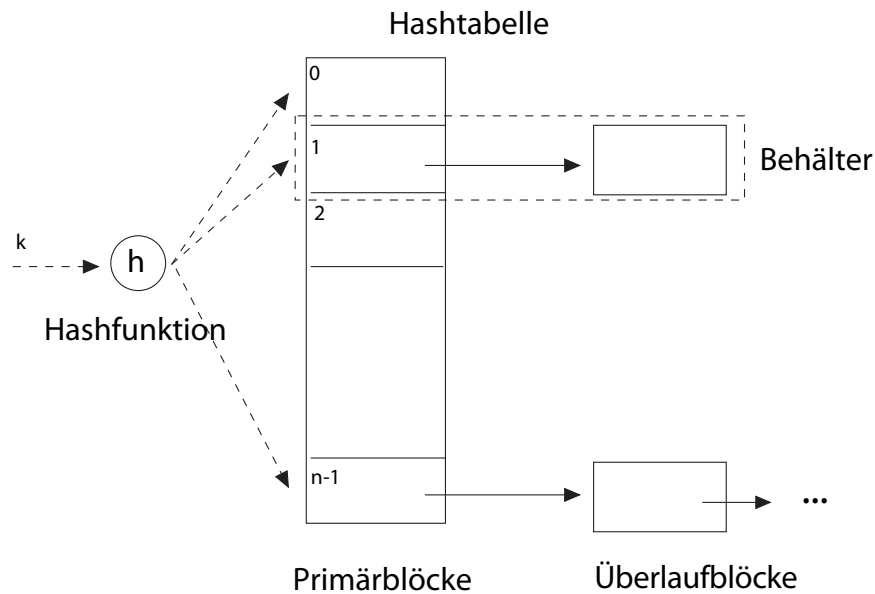 Hashtabelle
0
1
Behälter
2
k
h
Hashfunktion
n-1
...
Primärblöcke
Überlaufblöcke